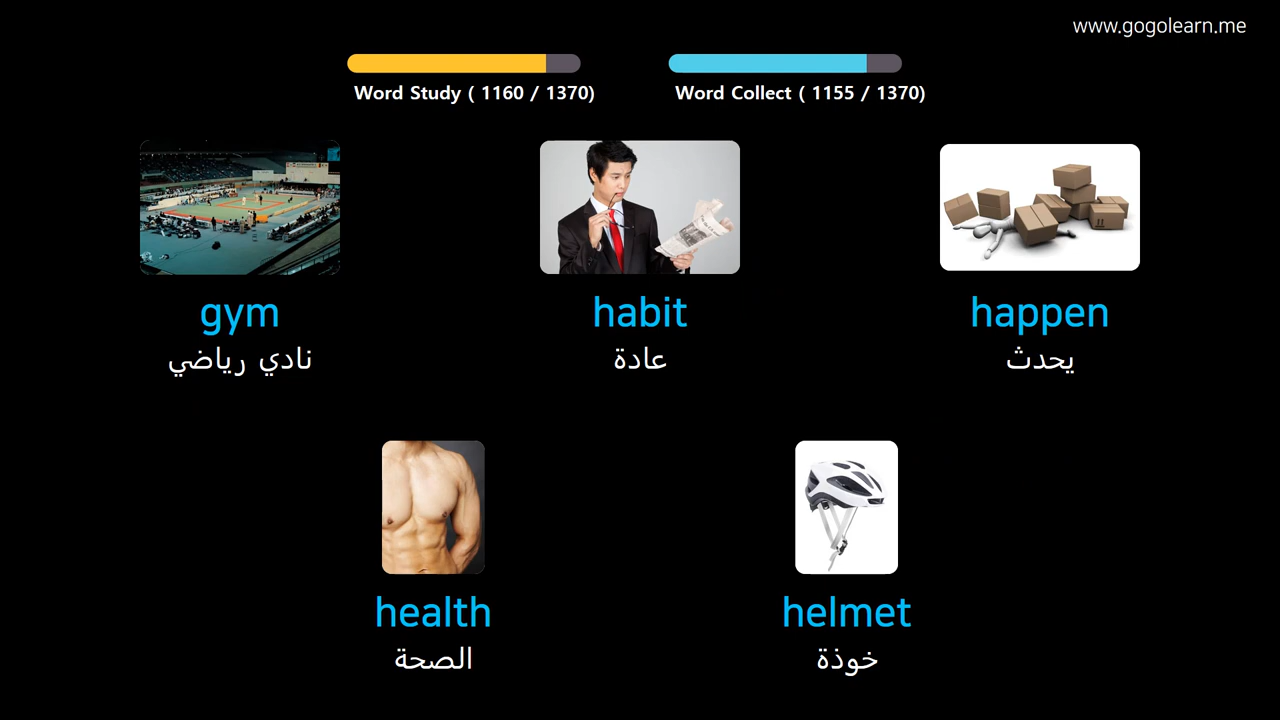 www.gogolearn.me
Word Study ( 1160 / 1370)
Word Collect ( 1155 / 1370)
gym
نادي رياضي
habit
عادة
happen
يحدث
health
الصحة
helmet
خوذة